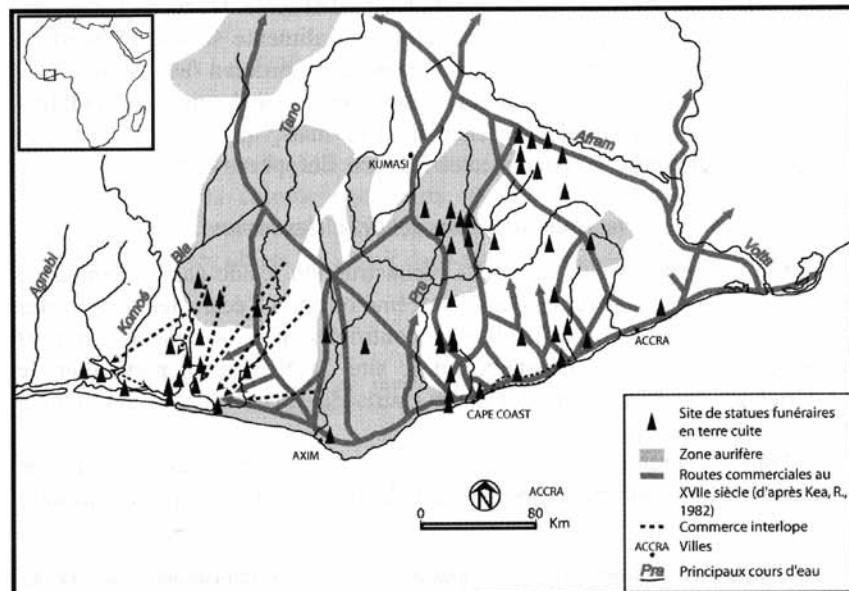 Tano
KUMASI
Afram
Agnebi
Komoé
Bia
Pra
Volta
ACCRA
CAPE COAST
AXIM
N
ACCRA
0 80
Km
Site de statues funéraires
en terre cuite
Zone aurifère
Routes commerciales au
XVIIe siècle (d'après Kea, R.,
1982)
Commerce interlope
ACCRA Villes
Pra Principaux cours d'eau